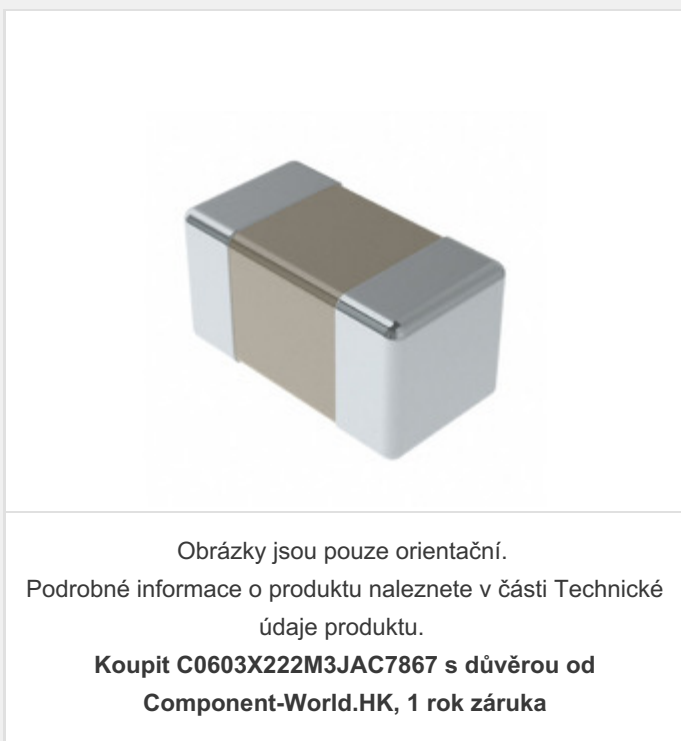 Obrázky jsou pouze orientační.
Podrobné informace o produktu naleznete v části Technické
údaje produktu.
Koupit C0603X222M3JAC7867 s důvěrou od
Component-World.HK, 1 rok záruka